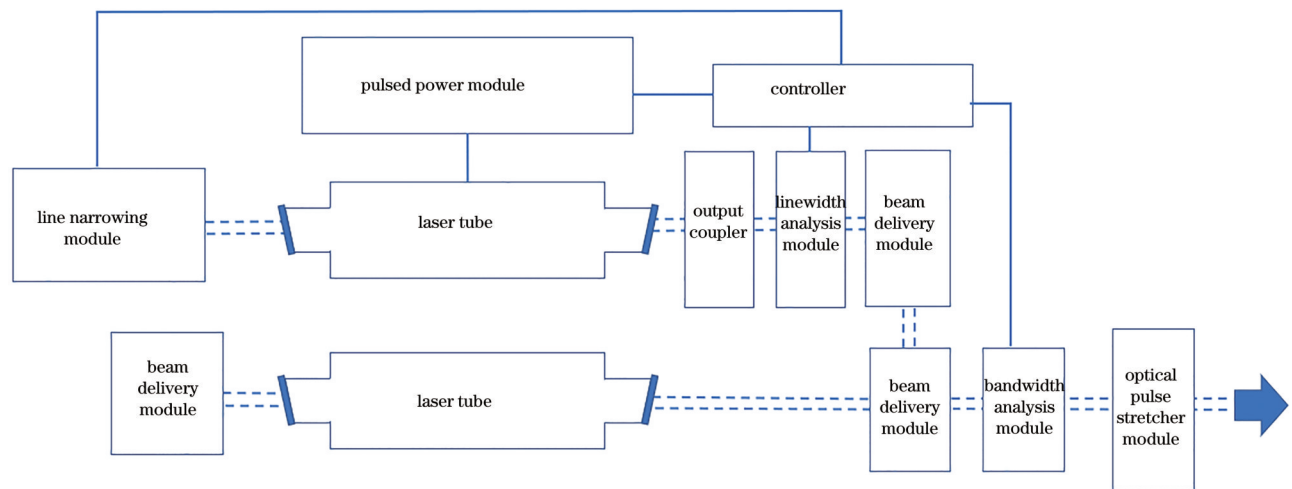 pulsed power module
controller
line narrowing
module
laser tube
output
coupler
linewidth
analysis
module
beam
delivery
module
beam
delivery
module
laser tube
beam
delivery
module
bandwidth
analysis
module
optical
pulse
stretcher
module